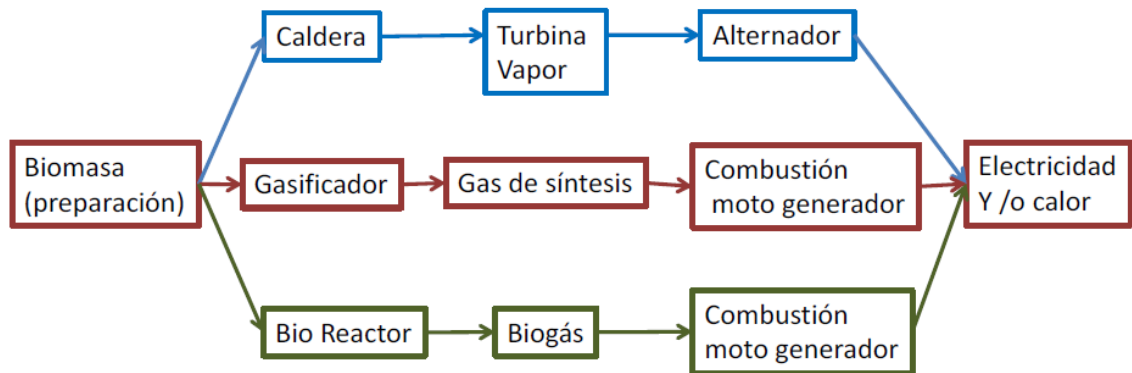 Caldera
Turbina
Vapor
Alternador
Biomasa
(preparación)
Gasificador
Gas de síntesis
Combustión
moto generador
Electricidad
Y /o calor
Bio Reactor
Biogás
Combustión
moto generador